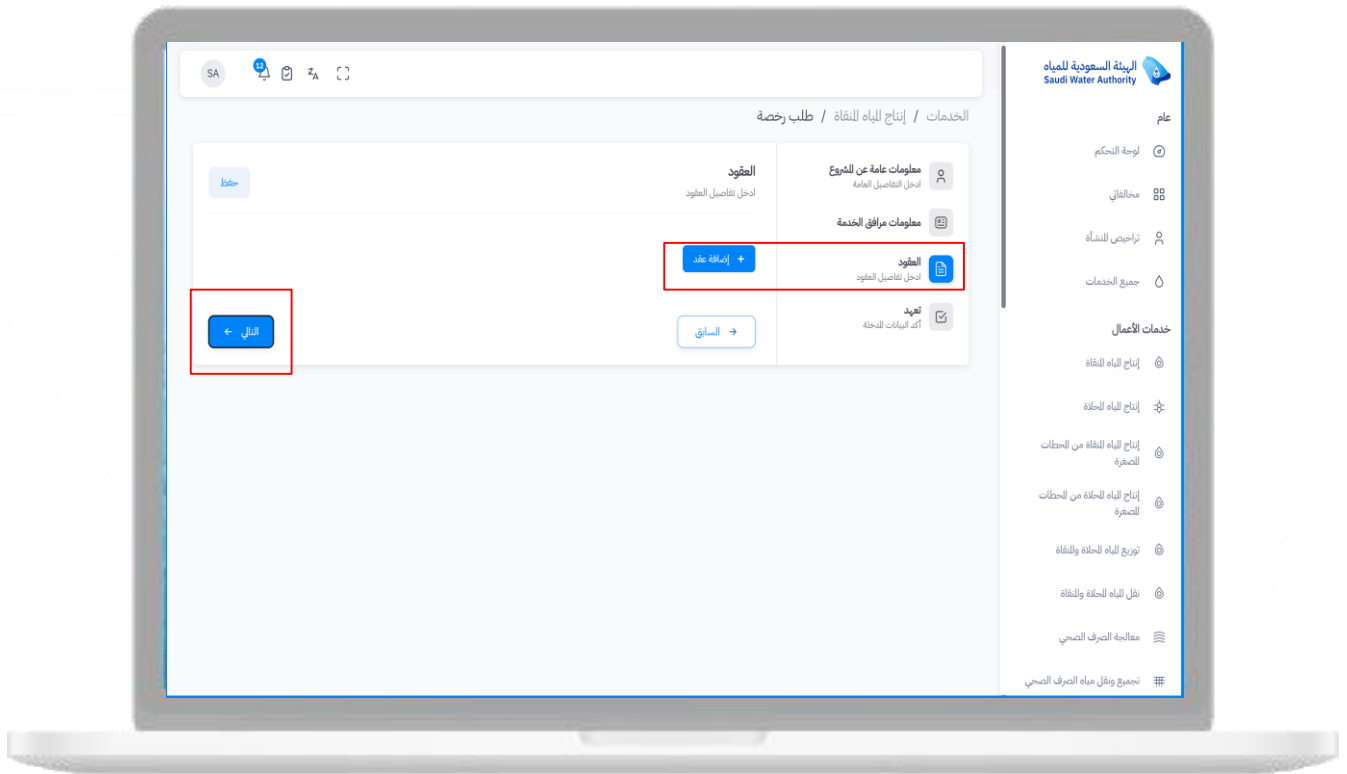 الهيئة السعودية للمياه
Saudi Water Authority
عام
لوحة التحكم
مخالفاتي
تراخيص المنشأة
جميع الخدمات
خدمات الأعمال
إنتاج المياه المنقاة
إنتاج المياه المحلاة
إنتاج المياه المنقاة من المحطات
المصغرة
إنتاج المياه المحلاة من المحطات
المصغرة
توزيع المياه المحلاة والمنقاة
نقل المياه المحلاة والمنقاة
معالجة الصرف الصحي
تجميع ونقل مياه الصرف الصحي
12
SA
الخدمات / إنتاج المياه المنقاة / طلب رخصة
معلومات عامة عن المشروع
ادخل التفاصيل العامة
معلومات مرافق الخدمة
العقود
ادخل تفاصيل العقود
تعهد
أكد البيانات المدخلة
العقود
ادخل تفاصيل العقود
حفظ
+ إضافة عقد
→ السابق
التالي ←